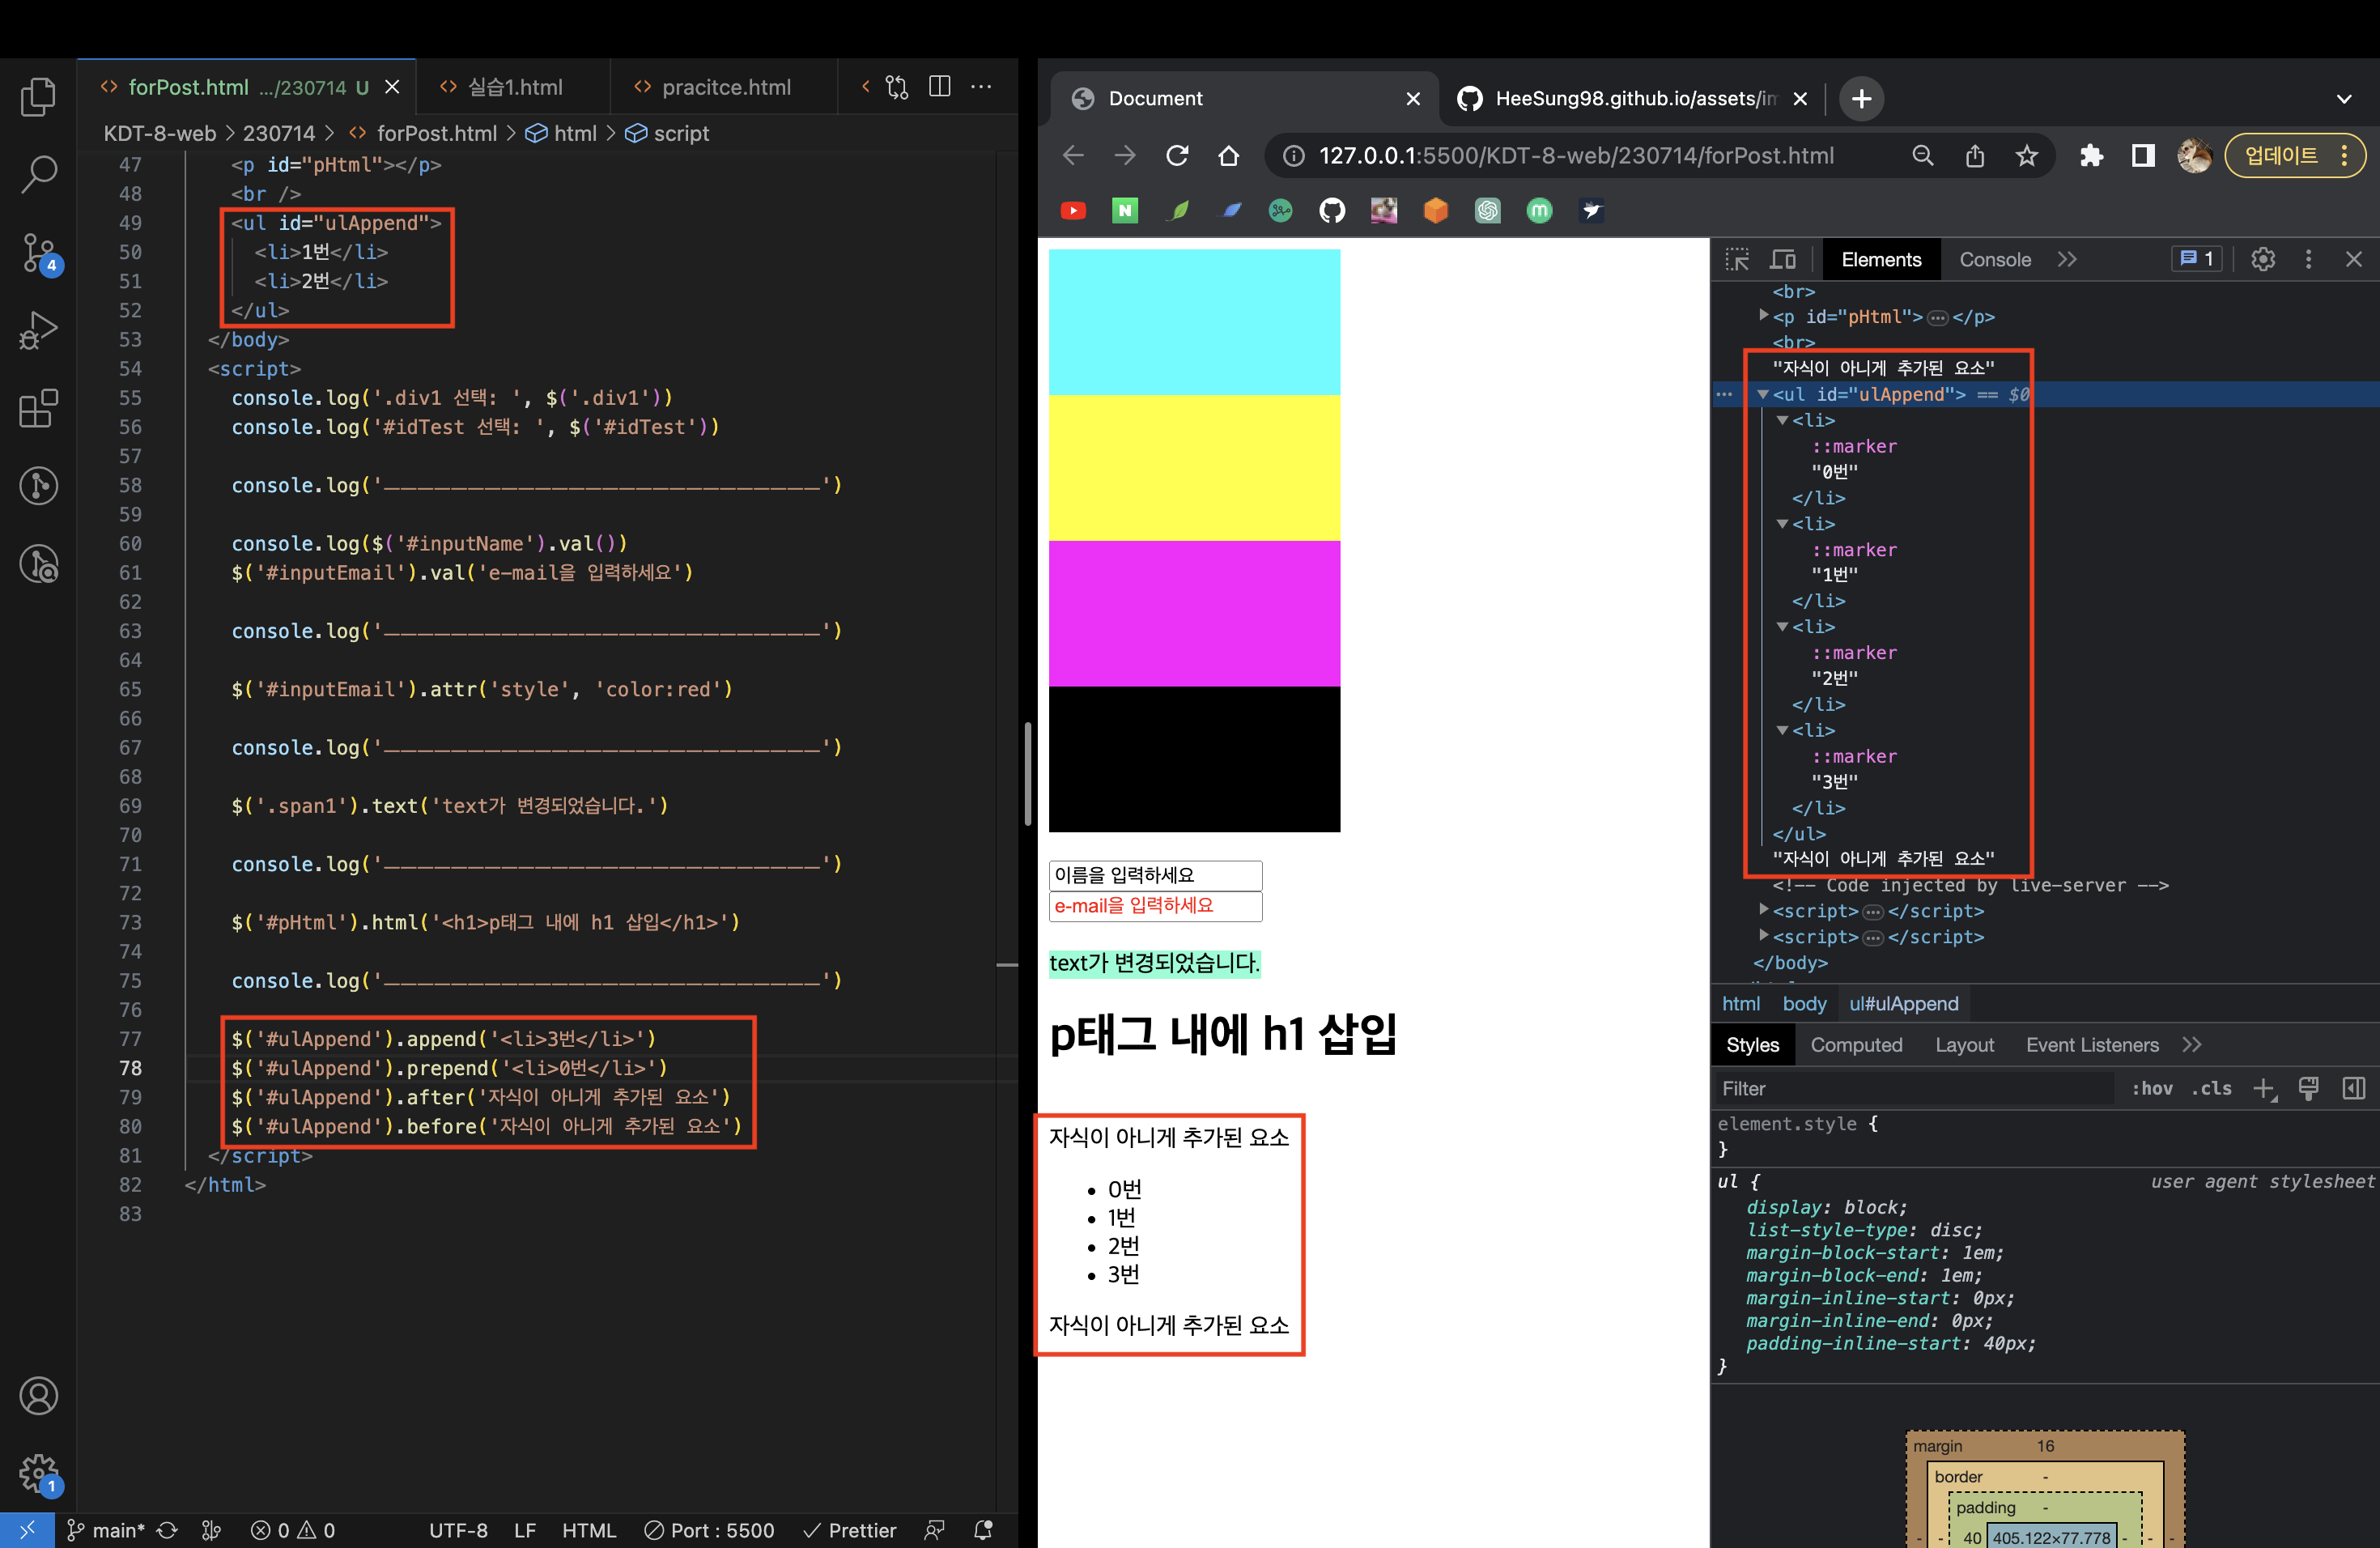 forPost.html .../230714 U
실습1.html
pracitce.html
KDT-8-web > 230714 > forPost.html > html > script
47 <p id="pHtml"></p>
48 <br />
49 <ul id="ulAppend">
50 <li>1번</li>
51 <li>2번</li>
52 </ul>
53 </body>
54 <script>
55 console.log('.div1 선택: ', $('.div1'))
56 console.log('#idTest 선택: ', $('#idTest'))
57
58 console.log('——————————————————————————')
59
60 console.log($('#inputName').val())
61 $('#inputEmail').val('e-mail을 입력하세요')
62
63 console.log('——————————————————————————')
64
65 $('#inputEmail').attr('style', 'color:red')
66
67 console.log('——————————————————————————')
68
69 $('.span1').text('text가 변경되었습니다.')
70
71 console.log('——————————————————————————')
72
73 $('#pHtml').html('<h1>p태그 내에 h1 삽입</h1>')
74
75 console.log('——————————————————————————')
76
77 $('#ulAppend').append('<li>3번</li>')
78 $('#ulAppend').prepend('<li>0번</li>')
79 $('#ulAppend').after('자식이 아니게 추가된 요소')
80 $('#ulAppend').before('자식이 아니게 추가된 요소')
81 </script>
82 </html>
83
4
1
main* 0 0 UTF-8 LF HTML Port : 5500 Prettier
Document
HeeSung98.github.io/assets/im
127.0.0.1:5500/KDT-8-web/230714/forPost.html
업데이트
N
m
이름을 입력하세요
e-mail을 입력하세요
text가 변경되었습니다.
p태그 내에 h1 삽입
자식이 아니게 추가된 요소
• 0번
• 1번
• 2번
• 3번
자식이 아니게 추가된 요소
Elements Console 1
<br>
<p id="pHtml">…</p>
<br>
"자식이 아니게 추가된 요소"
<ul id="ulAppend"> == $0
<li>
::marker
"0번"
</li>
<li>
::marker
"1번"
</li>
<li>
::marker
"2번"
</li>
<li>
::marker
"3번"
</li>
</ul>
"자식이 아니게 추가된 요소"
<!-- Code injected by live-server -->
<script>…</script>
<script>…</script>
</body>
html body ul#ulAppend
Styles Computed Layout Event Listeners
Filter :hov .cls
element.style {
}
ul { user agent stylesheet
display: block;
list-style-type: disc;
margin-block-start: 1em;
margin-block-end: 1em;
margin-inline-start: 0px;
margin-inline-end: 0px;
padding-inline-start: 40px;
}
margin 16
border -
padding -
- - 40 405.122×77.778 - - -